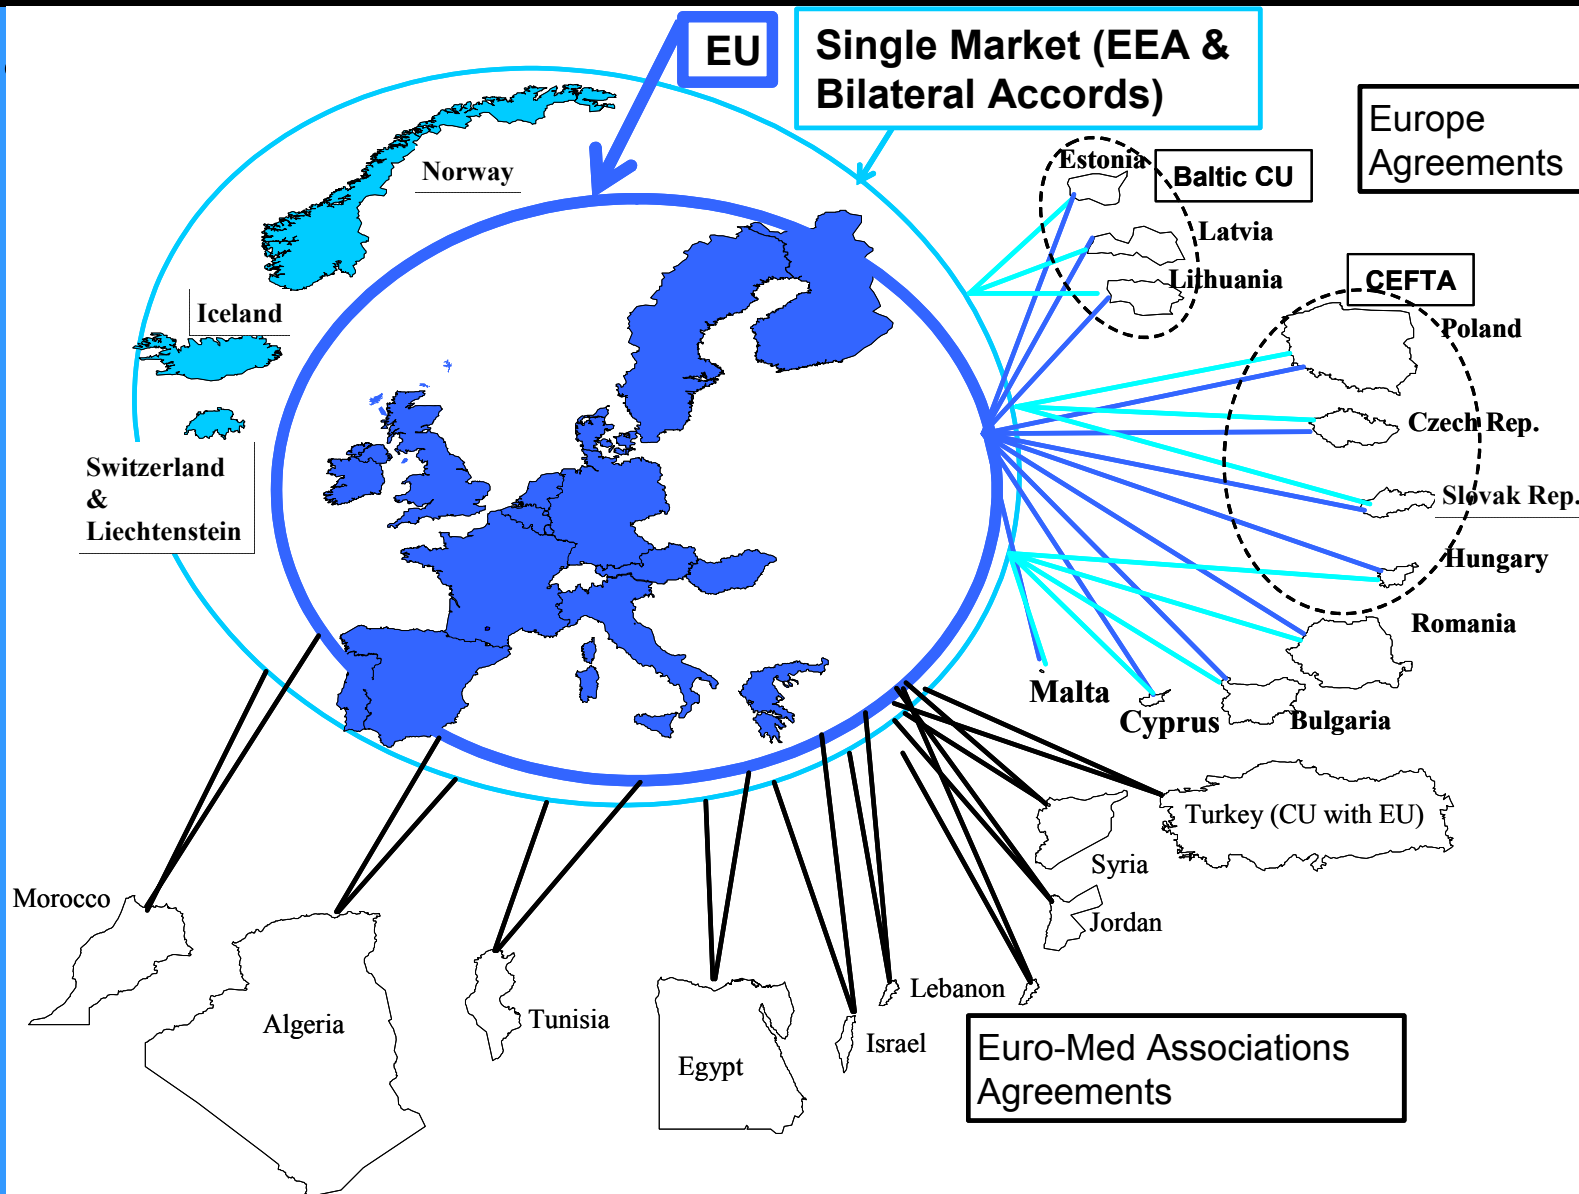 EU
Single Market (EEA &
Bilateral Accords)
Europe
Agreements
Norway
Estonia
Baltic CU
Latvia
Lithuania
Iceland
CEFTA
Poland
Czech Rep.
Switzerland
&
Liechtenstein
Slovak Rep.
Hungary
Romania
Malta
Cyprus
Bulgaria
Turkey (CU with EU)
Syria
Morocco
Jordan
Lebanon
Algeria
Tunisia
Israel
Egypt
Euro-Med Associations
Agreements